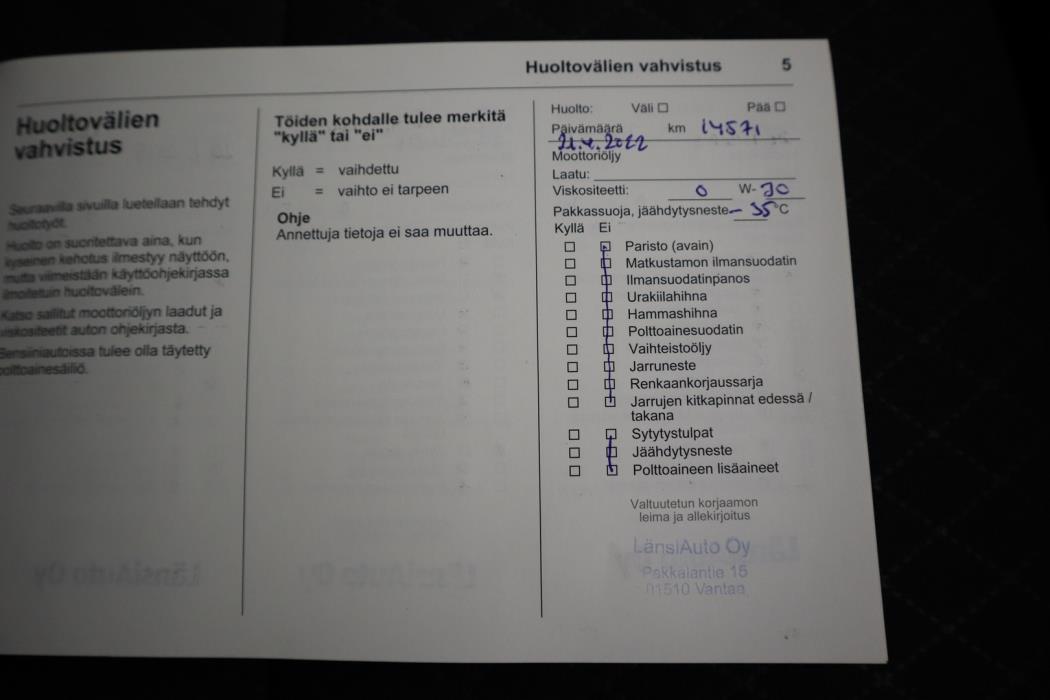 Huoltovälien vahvistus 5
Huoltovälien
vahvistus
Seuraavilla sivuilla luetellaan tehdyt
huoltotyöt.
Huolto on suoritettava aina, kun
kyseinen kehotus ilmestyy näyttöön,
mutta viimeistään käyttöohjekirjassa
ilmoitetuin huoltovälein.
Katso sallitut moottoriöljyn laadut ja
viskositeetit auton ohjekirjasta.
Bensiiniautoissa tulee olla täytetty
polttoainesäiliö.
Töiden kohdalle tulee merkitä
"kyllä" tai "ei"
Kyllä = vaihdettu
Ei = vaihto ei tarpeen
Ohje
Annettuja tietoja ei saa muuttaa.
Huolto: Väli ☐ Pää ☐
Päivämäärä km 14571
21.4.2022
Moottoriöljy
Laatu:
Viskositeetti: 0 W- 30
Pakkassuoja, jäähdytysneste - 35 °C
Kyllä Ei
Paristo (avain)
Matkustamon ilmansuodatin
Ilmansuodatinpanos
Urakiilahihna
Hammashihna
Polttoainesuodatin
Vaihteistoöljy
Jarruneste
Renkaankorjaussarja
Jarrujen kitkapinnat edessä /
takana
Sytytystulpat
Jäähdytysneste
Polttoaineen lisäaineet
Valtuutetun korjaamon
leima ja allekirjoitus
LänsiAuto Oy
Pakkalantie 15
01510 Vantaa